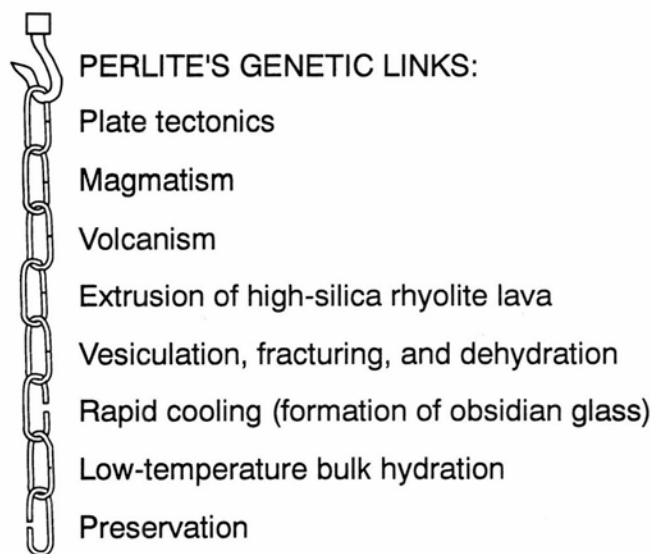 PERLITE'S GENETIC LINKS:
Plate tectonics
Magmatism
Volcanism
Extrusion of high-silica rhyolite lava
Vesiculation, fracturing, and dehydration
Rapid cooling (formation of obsidian glass)
Low-temperature bulk hydration
Preservation